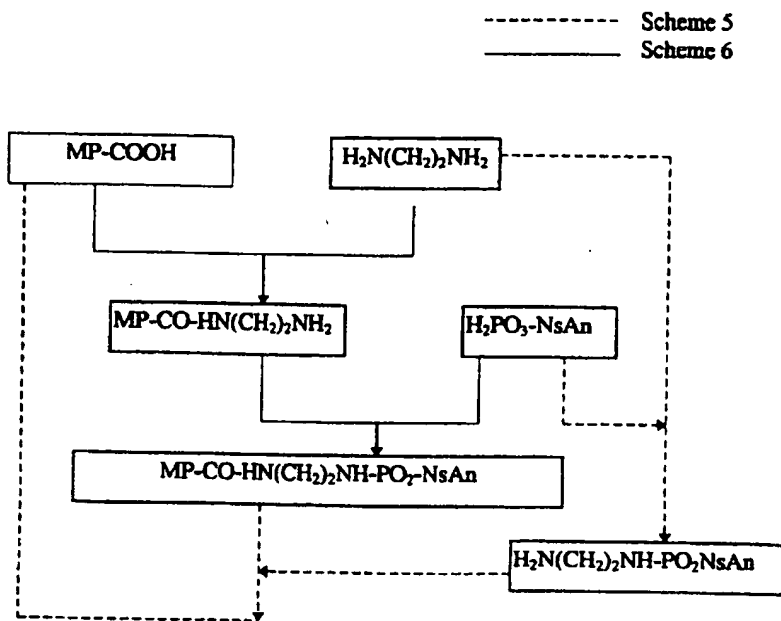 Scheme 5
Scheme 6
MP-COOH
H₂N(CH₂)₂NH₂
MP-CO-HN(CH₂)₂NH₂
H₂PO₃-NsAn
MP-CO-HN(CH₂)₂NH-PO₂-NsAn
H₂N(CH₂)₂NH-PO₂NsAn